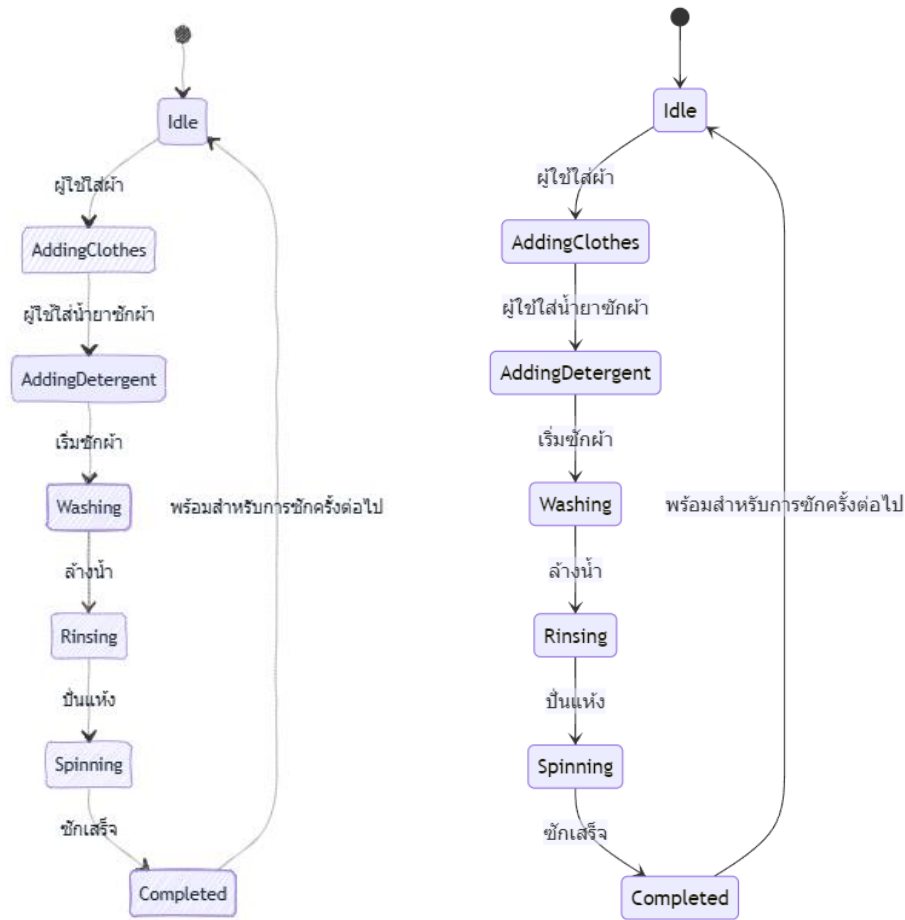 Idle
ผู้ใช้ใส่ผ้า
AddingClothes
ผู้ใช้ใส่น้ำยาซักผ้า
AddingDetergent
เริ่มซักผ้า
Washing
พร้อมสำหรับการซักครั้งต่อไป
ล้างน้ำ
Rinsing
ปั่นแห้ง
Spinning
ซักเสร็จ
Completed
Idle
ผู้ใช้ใส่ผ้า
AddingClothes
ผู้ใช้ใส่น้ำยาซักผ้า
AddingDetergent
เริ่มซักผ้า
Washing
พร้อมสำหรับการซักครั้งต่อไป
ล้างน้ำ
Rinsing
ปั่นแห้ง
Spinning
ซักเสร็จ
Completed